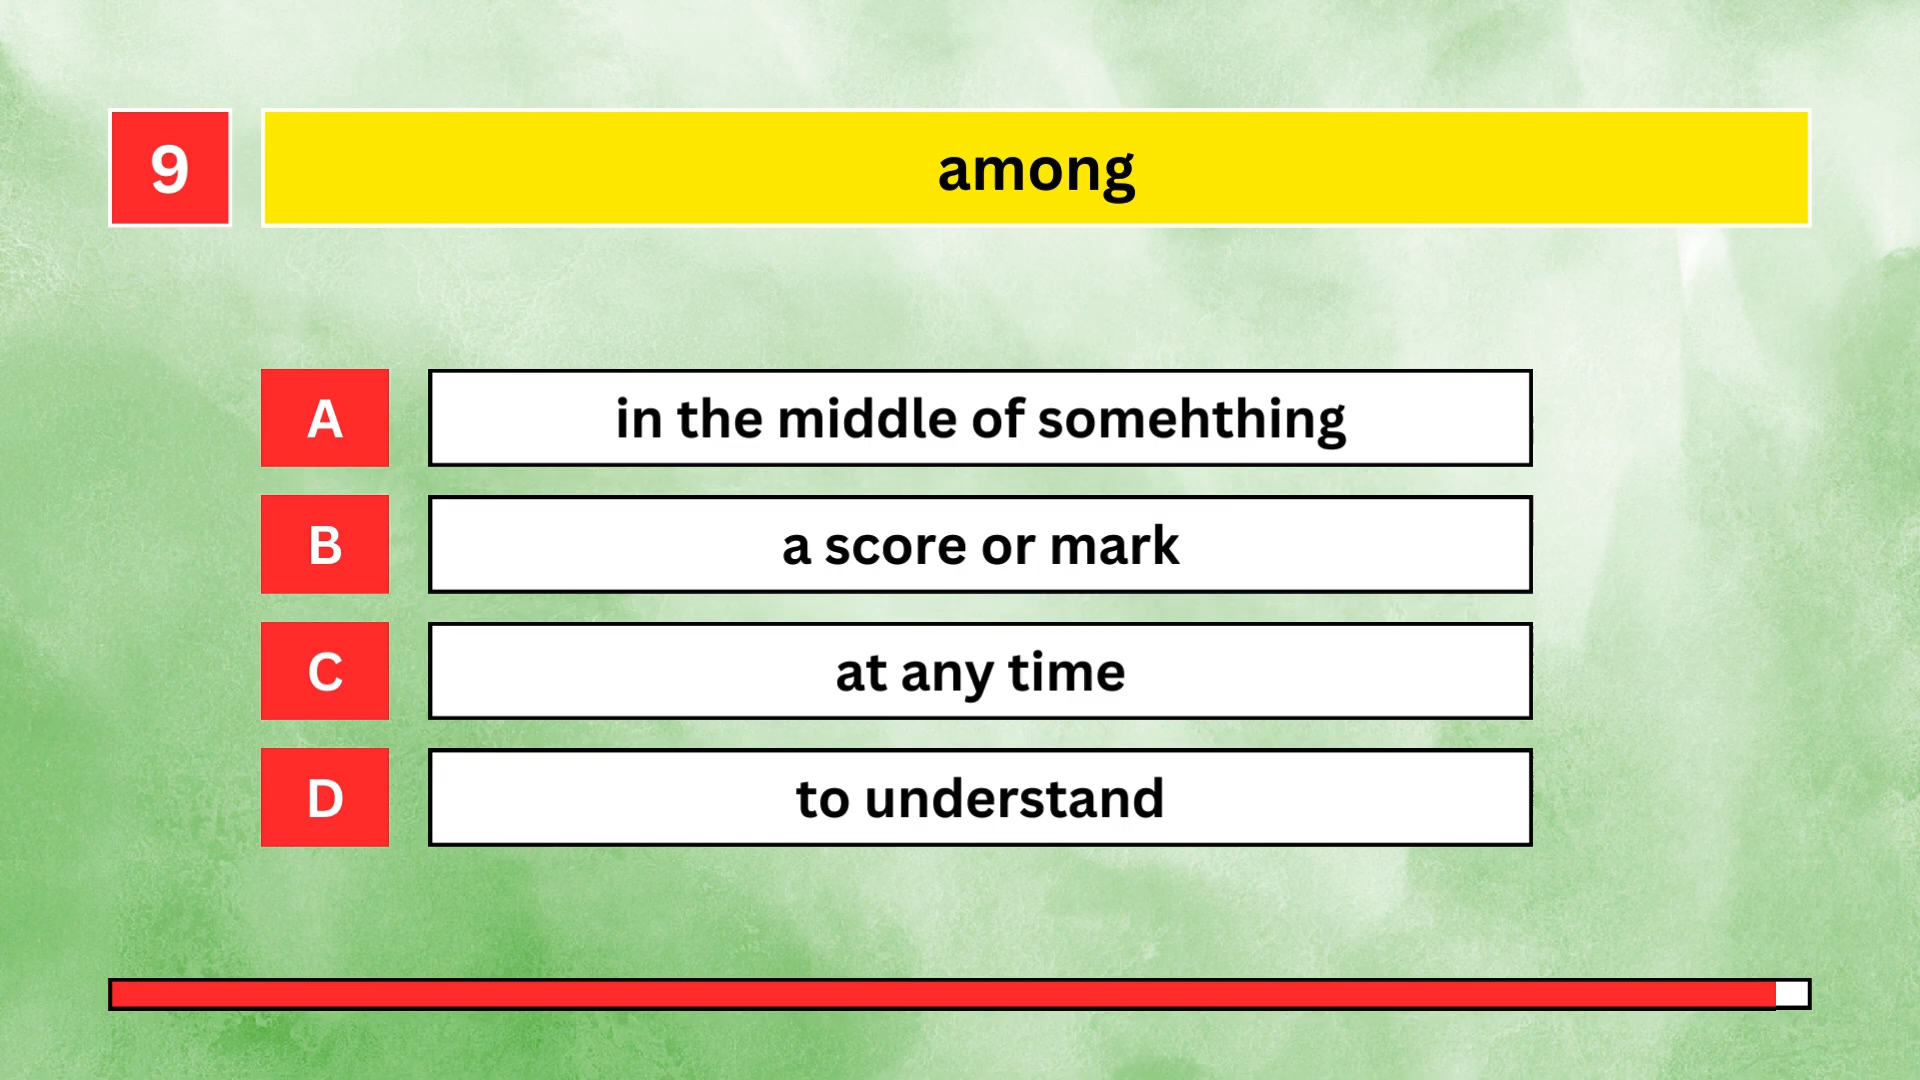 9
among
A
in the middle of somehthing
B
a score or mark
C
at any time
D
to understand